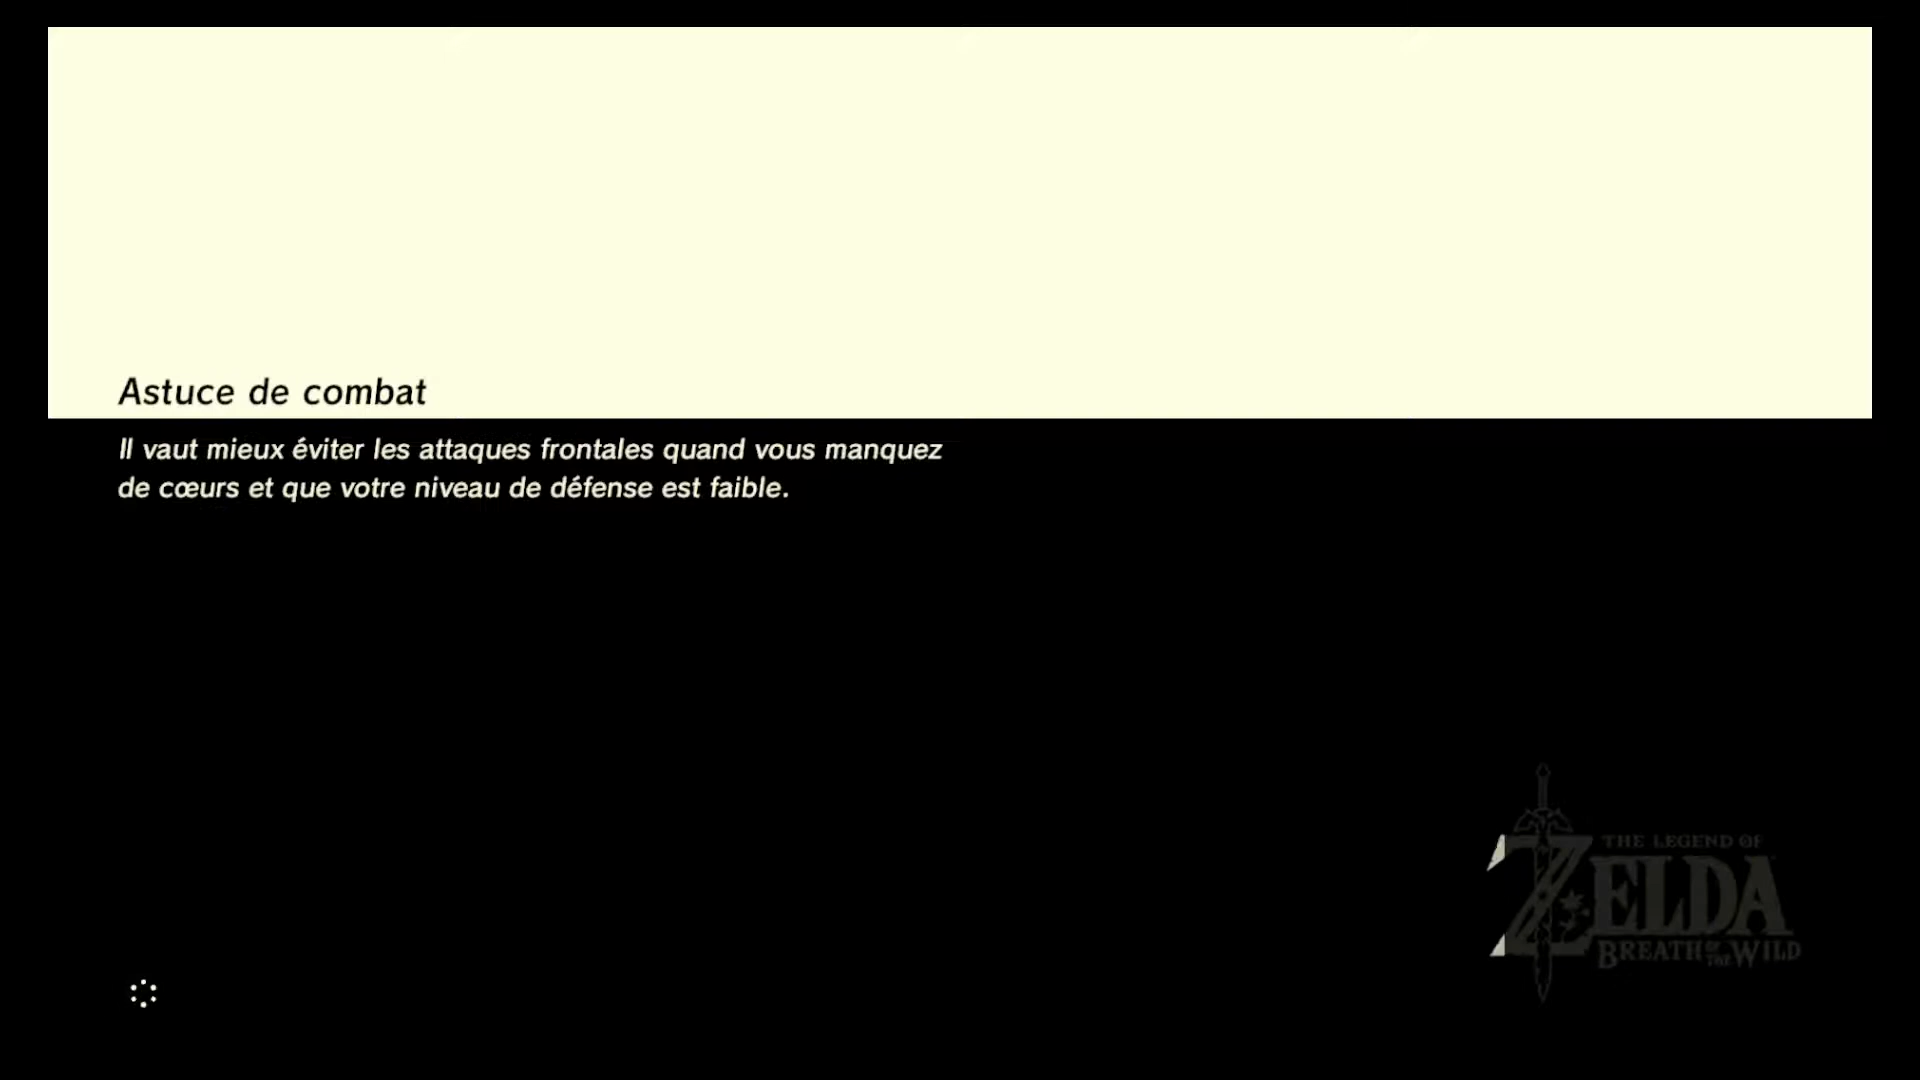 Astuce de combat
Il vaut mieux éviter les attaques frontales quand vous manquez
de cœurs et que votre niveau de défense est faible.
THE LEGEND OF
ZELDA
BREATH OF THE WILD